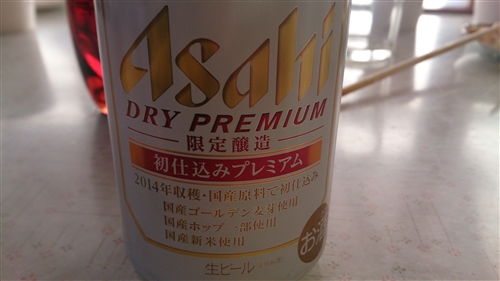 Asahi
DRY PREMIUM
限定醸造
初仕込みプレミアム
2014年収穫・国産原料で初仕込み
国産ゴールデン麦芽使用
国産ホップ一部使用
国産新米使用
お酒
生ビール